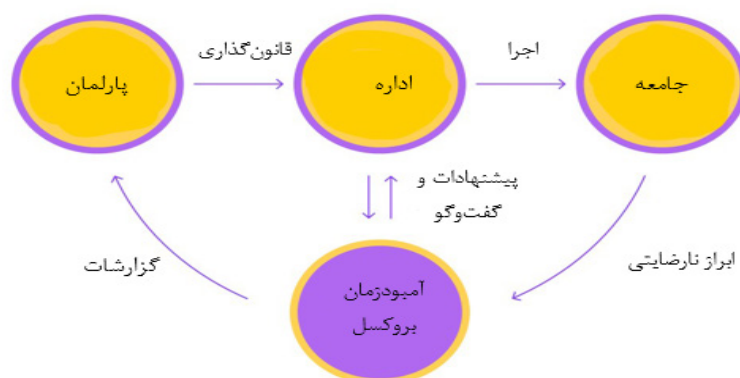 قانون‌گذاری
اجرا
پارلمان
اداره
جامعه
پیشنهادات و
گفت‌وگو
گزارشات
ابراز نارضایتی
آمبودزمان
بروکسل